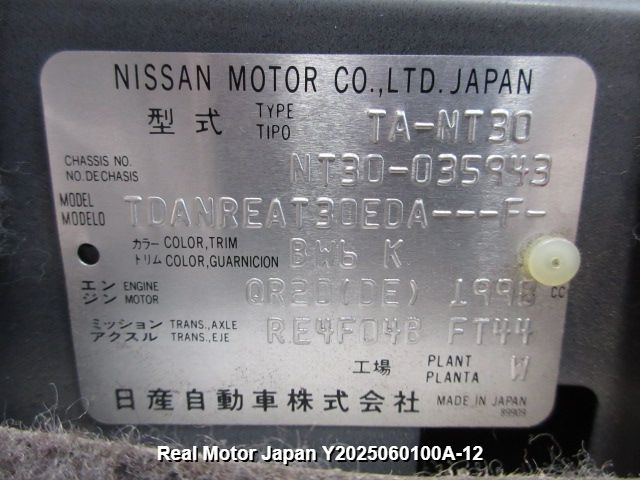 NISSAN MOTOR CO.,LTD. JAPAN
型式 TYPE TIPO TA-NT30
CHASSIS NO. NO.DECHASIS NT30-035943
MODEL MODELO TDANREAT30EDA---F-
カラー COLOR,TRIM トリム COLOR,GUARNICION BW6 K
エンジン ENGINE MOTOR QR20(DE) 1998 CC
ミッション TRANS.,AXLE アクスル TRANS.,EJE RE4F04B FT44
工場 PLANT PLANTA W
日産自動車株式会社 MADE IN JAPAN
89909
Real Motor Japan Y2025060100A-12